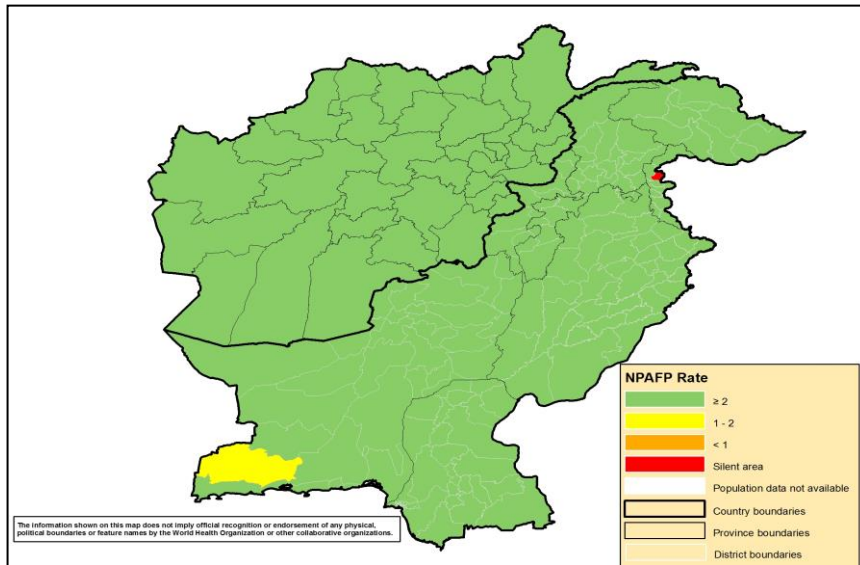 NPAFP Rate
≥ 2
1 - 2
< 1
Silent area
Population data not available
Country boundaries
Province boundaries
District boundaries
The information shown on this map does not imply official recognition or endorsement of any physical,
political boundaries or feature names by the World Health Organization or other collaborative organizations.